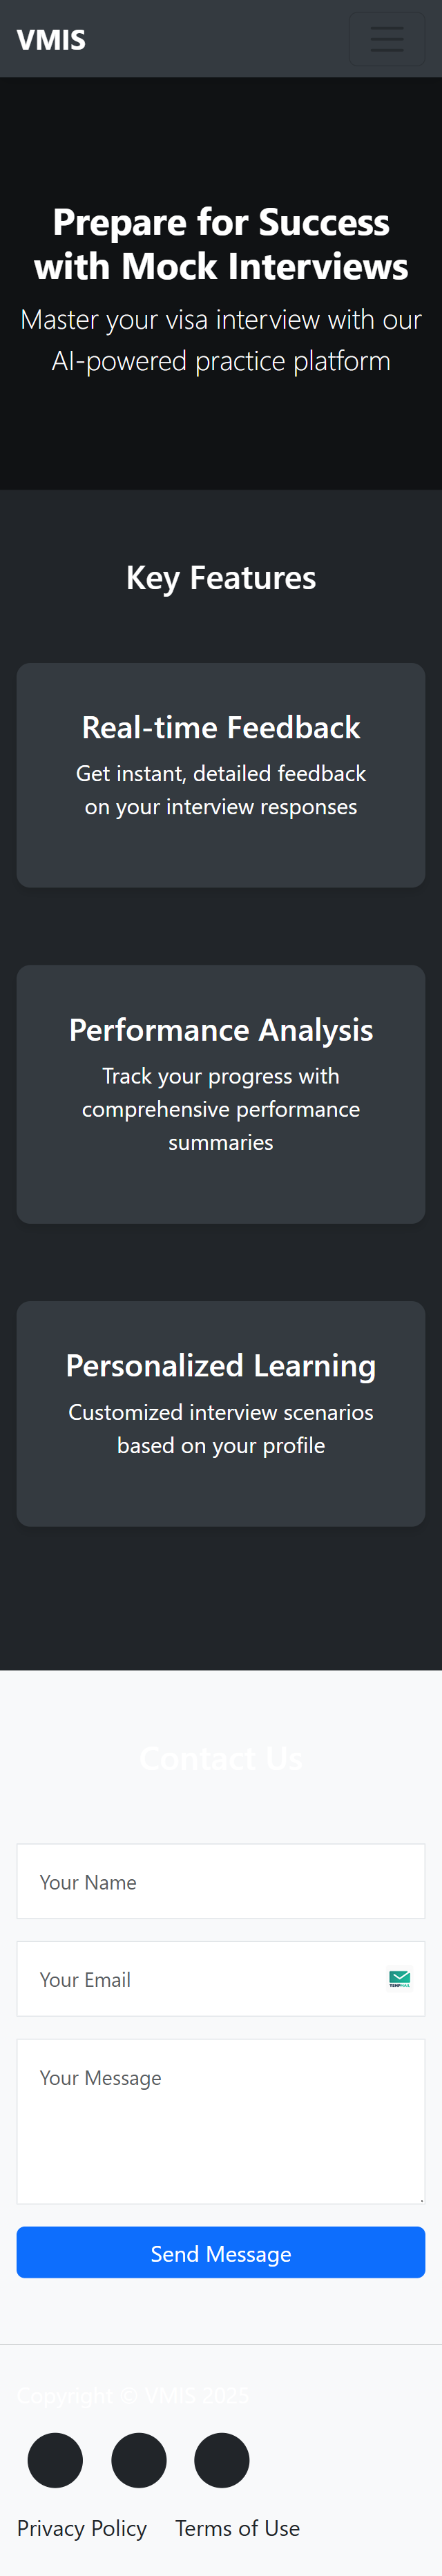 VMIS
Prepare for Success
with Mock Interviews
Master your visa interview with our
AI-powered practice platform
Key Features
Real-time Feedback
Get instant, detailed feedback
on your interview responses
Performance Analysis
Track your progress with
comprehensive performance
summaries
Personalized Learning
Customized interview scenarios
based on your profile
Contact Us
Your Name
Your Email
Your Message
Send Message
Copyright © VMIS 2025
Privacy Policy Terms of Use